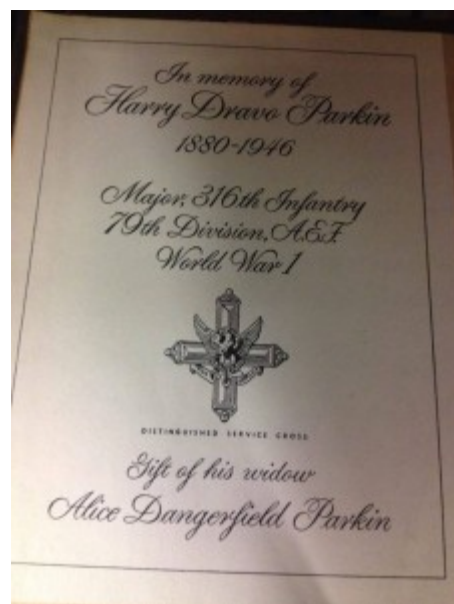 In memory of
Harry Dravo Parkin
1880-1946
Major, 316th Infantry
79th Division, A.E.F.
World War 1
DISTINGUISHED SERVICE CROSS
Gift of his widow
Alice Dangerfield Parkin